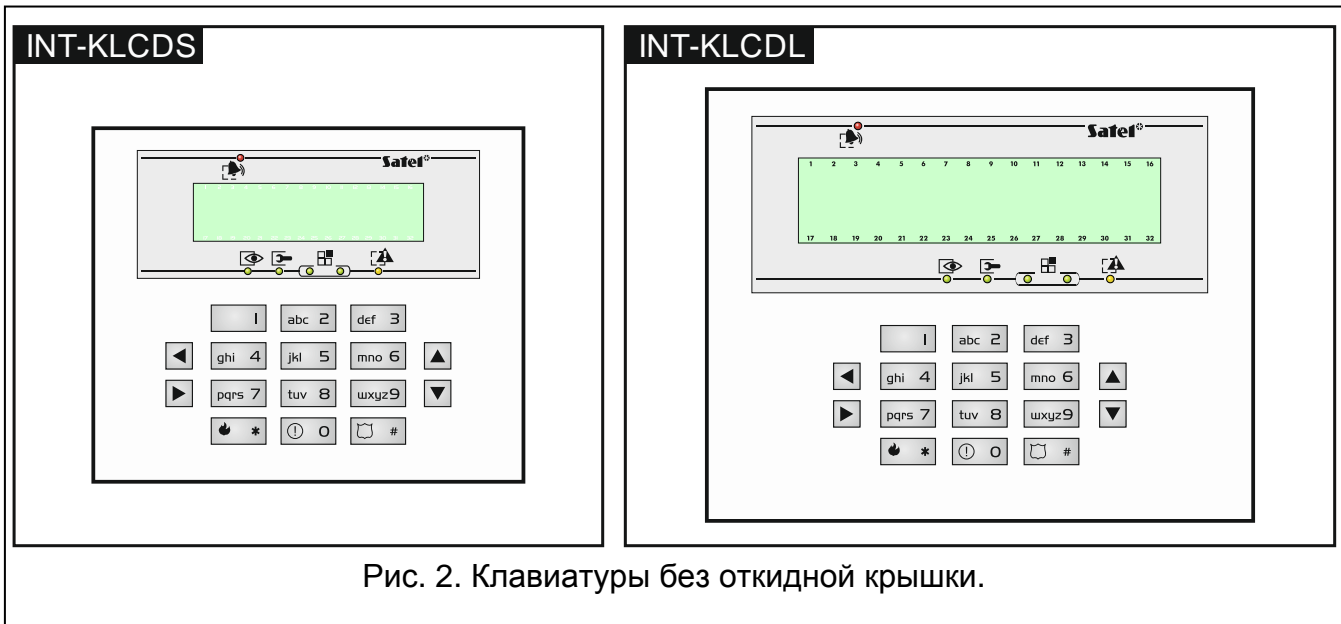 INT-KLCDS
Satel
1
abc 2
def 3
ghi 4
jkl 5
mno 6
pqrs 7
tuv 8
wxyz9
*
0
#
INT-KLCDL
Satel
1 2 3 4 5 6 7 8 9 10 11 12 13 14 15 16
17 18 19 20 21 22 23 24 25 26 27 28 29 30 31 32
1
abc 2
def 3
ghi 4
jkl 5
mno 6
pqrs 7
tuv 8
wxyz9
*
0
#
Рис. 2. Клавиатуры без откидной крышки.